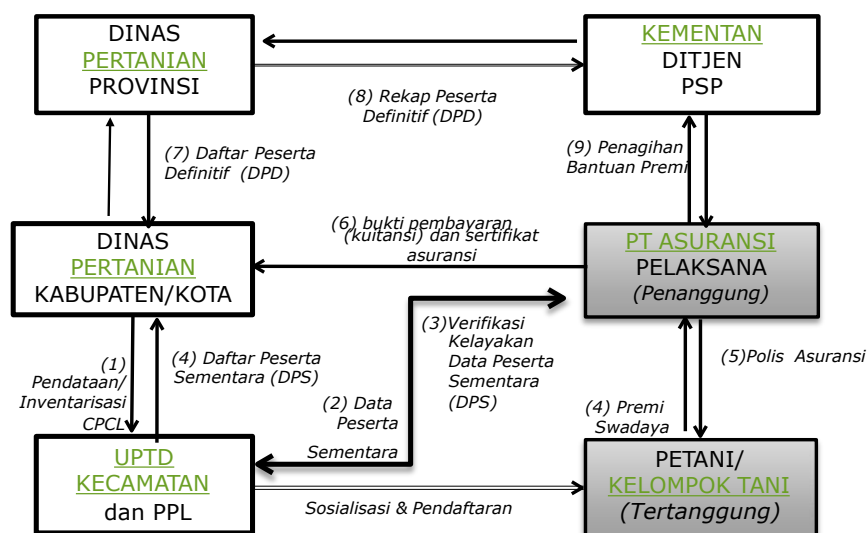 DINAS
PERTANIAN
PROVINSI
KEMENTAN
DITJEN
PSP
(8) Rekap Peserta
Definitif (DPD)
(7) Daftar Peserta
Definitif (DPD)
(9) Penagihan
Bantuan Premi
DINAS
PERTANIAN
KABUPATEN/KOTA
(6) bukti pembayaran
(kuitansi) dan sertifikat
asuransi
PT ASURANSI
PELAKSANA
(Penanggung)
(1)
Pendataan/
Inventarisasi
CPCL
(4) Daftar Peserta
Sementara (DPS)
(3)Verifikasi
Kelayakan
Data Peserta
Sementara
(DPS)
(2) Data
Peserta
Sementara
(5)Polis Asuransi
(4) Premi
Swadaya
UPTD
KECAMATAN
dan PPL
Sosialisasi & Pendaftaran
PETANI/
KELOMPOK TANI
(Tertanggung)